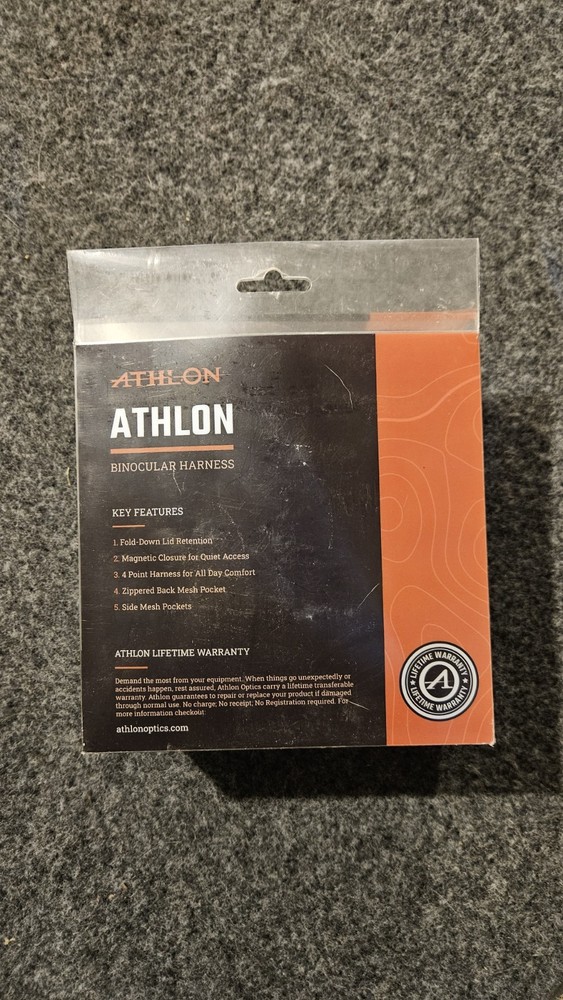 ATHLON
ATHLON
BINOCULAR HARNESS
KEY FEATURES
1. Fold-Down Lid Retention
2. Magnetic Closure for Quiet Access
3. 4 Point Harness for All Day Comfort
4. Zippered Back Mesh Pocket
5. Side Mesh Pockets
ATHLON LIFETIME WARRANTY
Demand the most from your equipment. When things go unexpectedly or
accidents happen, rest assured, Athlon Optics carry a lifetime transferable
warranty. Athlon guarantees to repair or replace your product if damaged
through normal use. No charge; No receipt; No Registration required. For
more information checkout:
athlonoptics.com
LIFETIME WARRANTY
A
LIFETIME WARRANTY